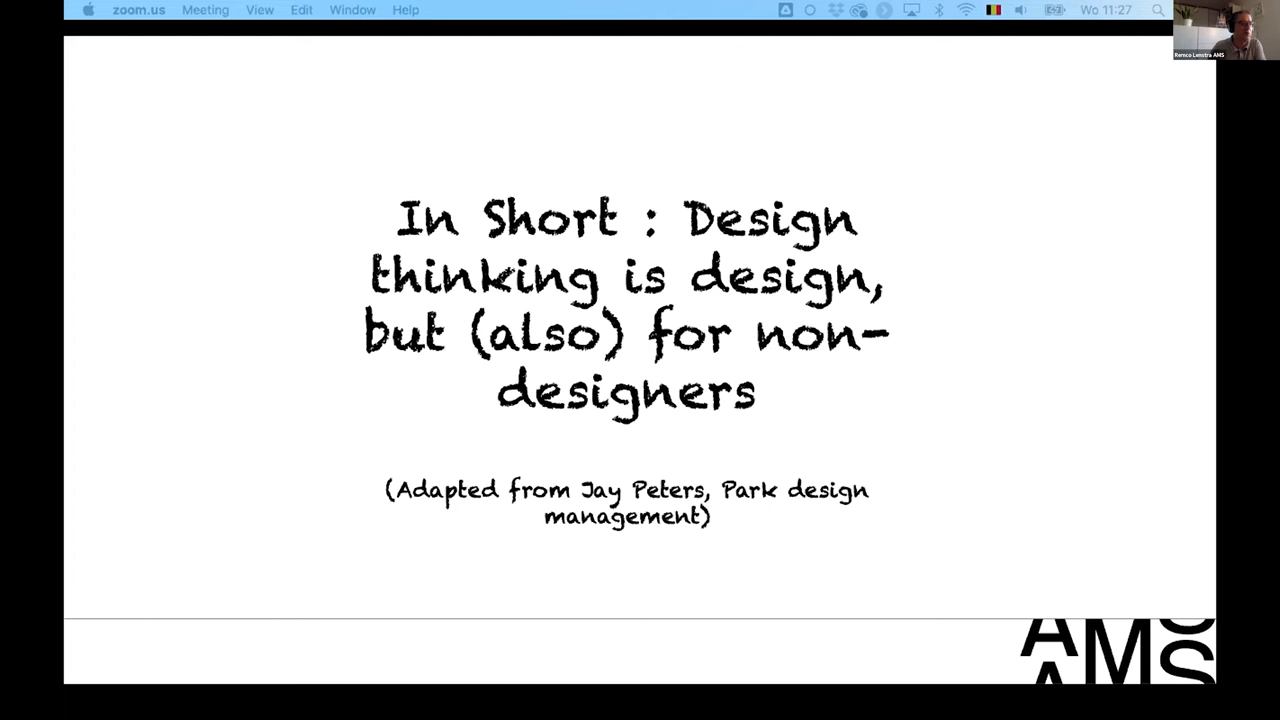 zoom.us Meeting View Edit Window Help Wo 11:27
Remco Lenstra AMS
In Short : Design
thinking is design,
but (also) for non-
designers
(Adapted from Jay Peters, Park design
management)
AMS